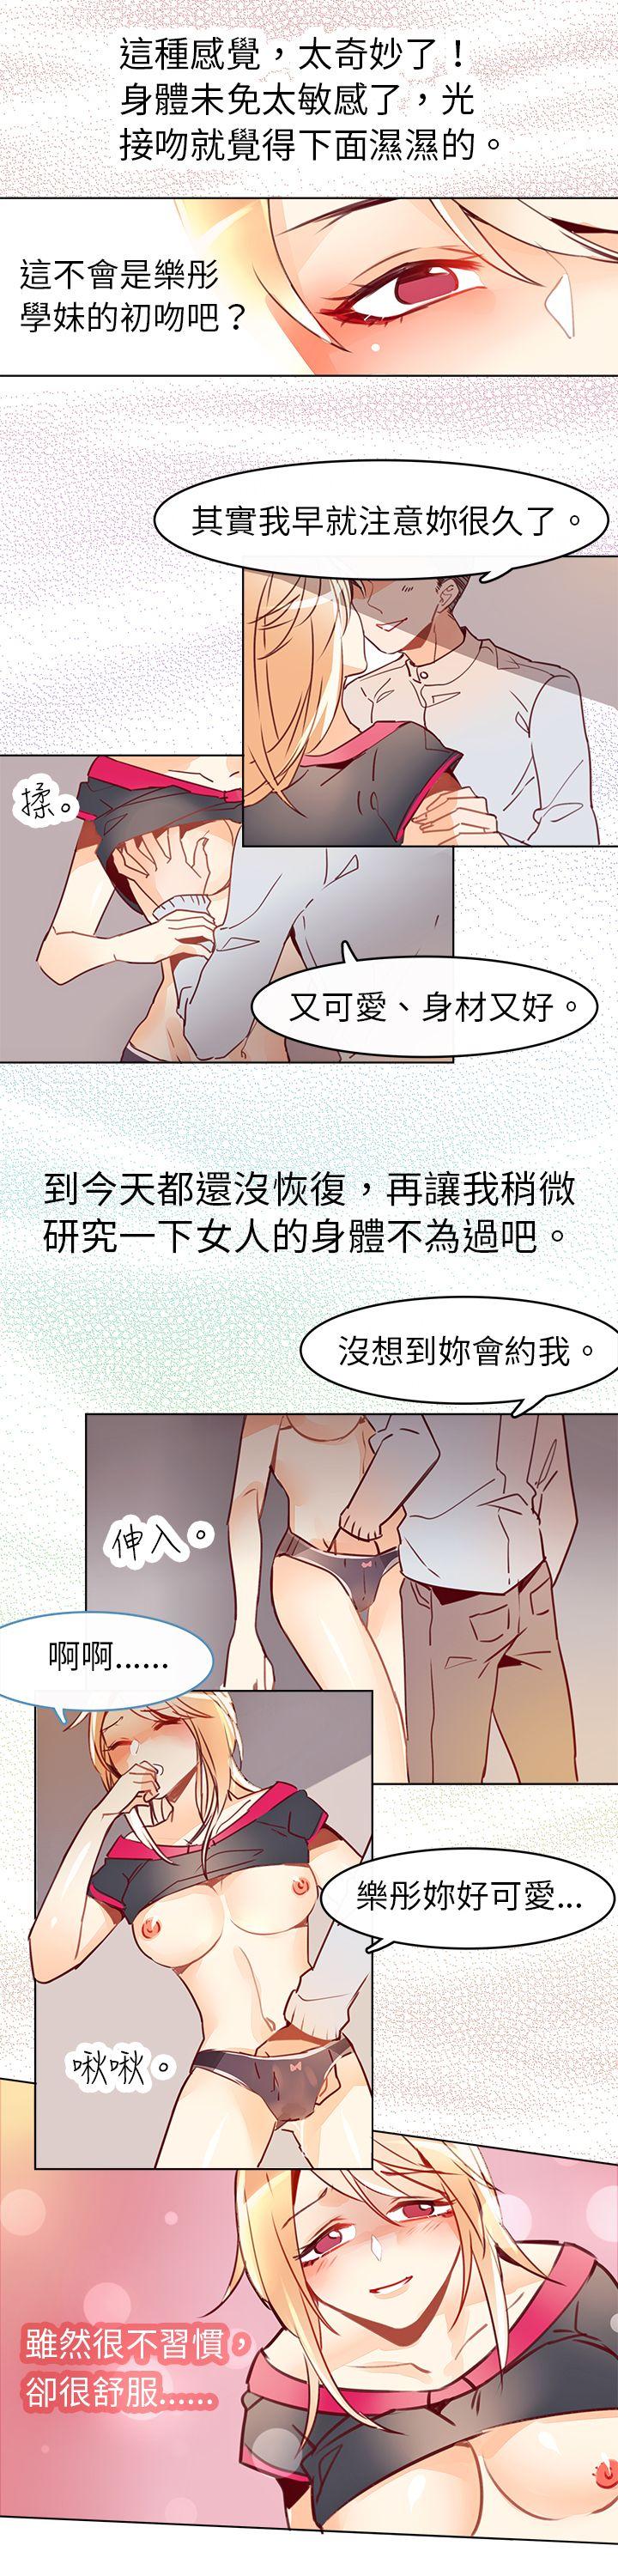 這種感覺，太奇妙了！
身體未免太敏感了，光
接吻就覺得下面濕濕的。
這不會是樂彤
學妹的初吻吧？
其實我早就注意妳很久了。
揉。
又可愛、身材又好。
到今天都還沒恢復，再讓我稍微
研究一下女人的身體不為過吧。
沒想到妳會約我。
伸入。
啊啊……
樂彤妳好可愛…
啾啾。
雖然很不習慣，
卻很舒服……